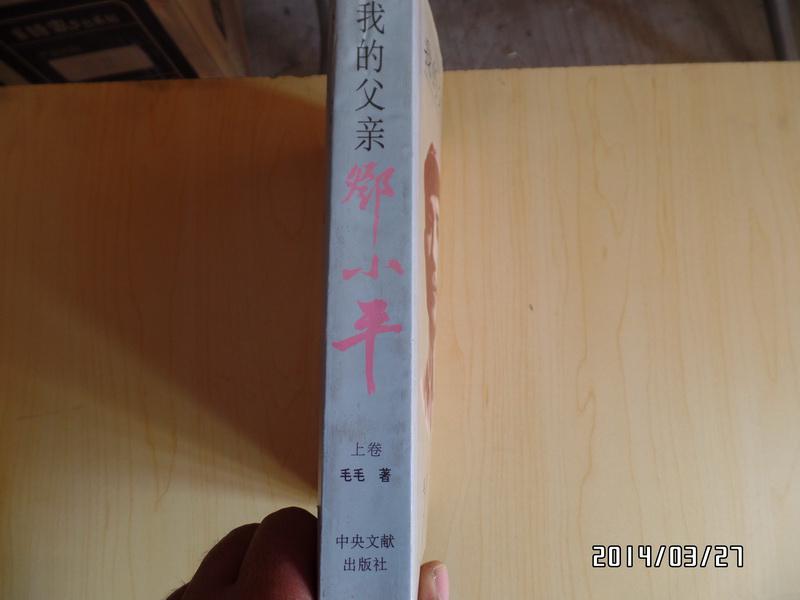 我的父亲
邓小平
上卷
毛毛 著
中央文献
出版社
2014/03/27